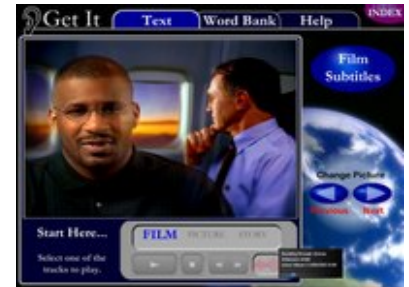 Get It Text Word Bank Help INDEX
Film
Subtitles
Change Picture
Previous Next
Start Here...
FILM PICTURE STORY
Select one of the
tracks to play.